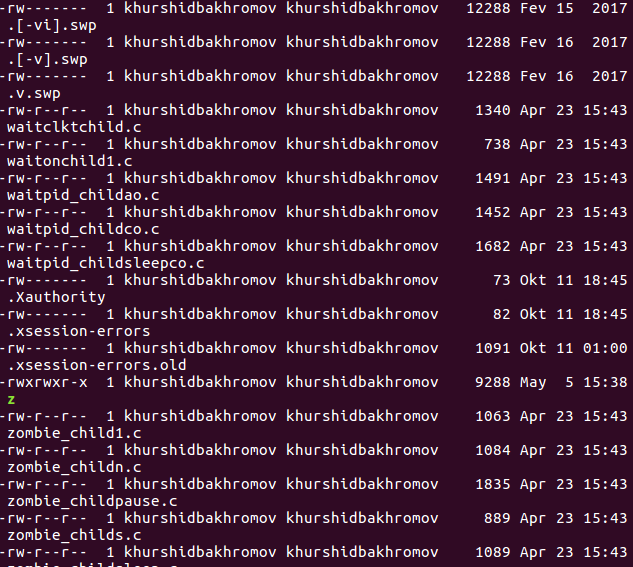 -rw-------  1 khurshidbakhromov khurshidbakhromov   12288 Fev 15  2017
 .[-vi].swp
-rw-------  1 khurshidbakhromov khurshidbakhromov   12288 Fev 16  2017
 .[-v].swp
-rw-------  1 khurshidbakhromov khurshidbakhromov   12288 Fev 16  2017
 .v.swp
-rw-r--r--  1 khurshidbakhromov khurshidbakhromov    1340 Apr 23 15:43
 waitclktchild.c
-rw-r--r--  1 khurshidbakhromov khurshidbakhromov     738 Apr 23 15:43
 waitonchild1.c
-rw-r--r--  1 khurshidbakhromov khurshidbakhromov    1491 Apr 23 15:43
 waitpid_childao.c
-rw-r--r--  1 khurshidbakhromov khurshidbakhromov    1452 Apr 23 15:43
 waitpid_childco.c
-rw-r--r--  1 khurshidbakhromov khurshidbakhromov    1682 Apr 23 15:43
 waitpid_childsleepco.c
-rw-------  1 khurshidbakhromov khurshidbakhromov      73 Okt 11 18:45
 .Xauthority
-rw-------  1 khurshidbakhromov khurshidbakhromov      82 Okt 11 18:45
 .xsession-errors
-rw-------  1 khurshidbakhromov khurshidbakhromov    1091 Okt 11 01:00
 .xsession-errors.old
-rwxrwxr-x  1 khurshidbakhromov khurshidbakhromov    9288 May  5 15:38
 z
-rw-r--r--  1 khurshidbakhromov khurshidbakhromov    1063 Apr 23 15:43
 zombie_child1.c
-rw-r--r--  1 khurshidbakhromov khurshidbakhromov    1084 Apr 23 15:43
 zombie_childn.c
-rw-r--r--  1 khurshidbakhromov khurshidbakhromov    1835 Apr 23 15:43
 zombie_childpause.c
-rw-r--r--  1 khurshidbakhromov khurshidbakhromov     889 Apr 23 15:43
 zombie_childs.c
-rw-r--r--  1 khurshidbakhromov khurshidbakhromov    1089 Apr 23 15:43